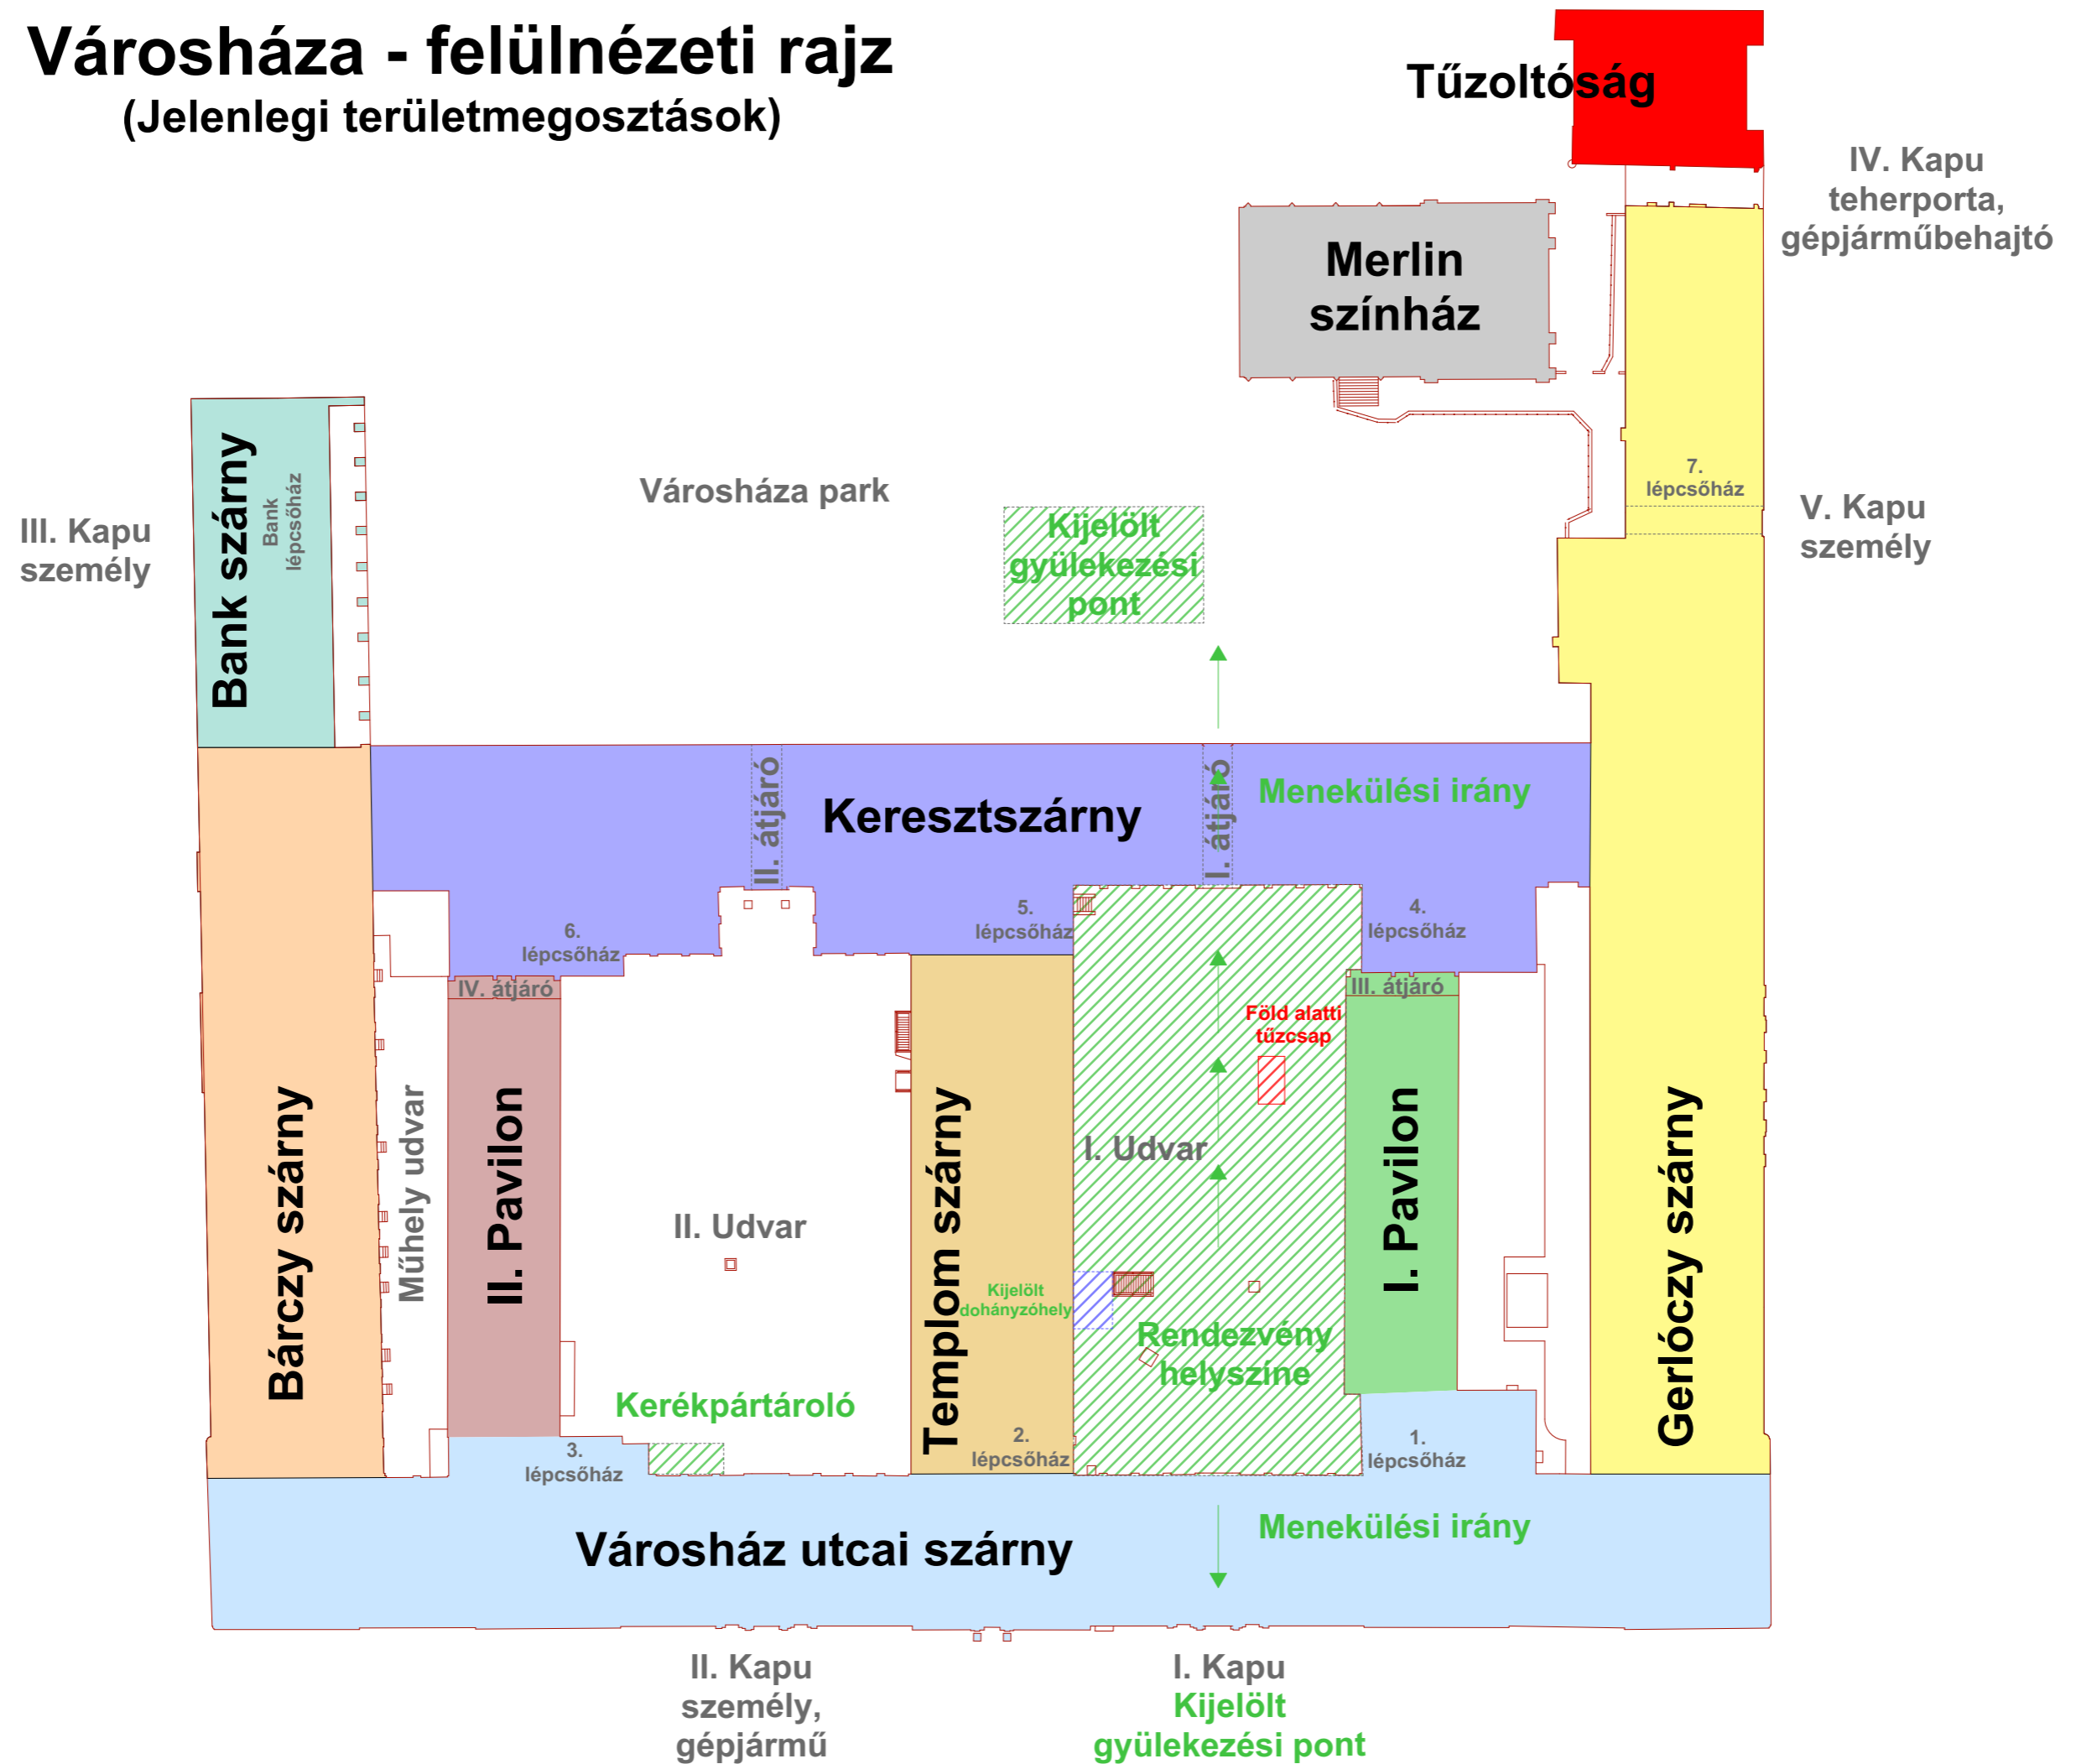 Városháza - felülnézeti rajz
(Jelenlegi területmegosztások)
Tűzoltóság
IV. Kapu
teherporta,
gépjárműbehajtó
Merlin
színház
Bank szárny
Bank
lépcsőház
III. Kapu
személy
Városháza park
Kijelölt
gyülekezési
pont
7.
lépcsőház
V. Kapu
személy
II. átjáró
Keresztszárny
I. átjáró
Menekülési irány
6.
lépcsőház
5.
lépcsőház
4.
lépcsőház
IV. átjáró
III. átjáró
Föld alatti
tűzcsap
Bárczy szárny
Műhely udvar
II. Pavilon
II. Udvar
Templom szárny
I. Udvar
I. Pavilon
Gerlóczy szárny
Kijelölt
dohányzóhely
Rendezvény
helyszíne
Kerékpártároló
3.
lépcsőház
2.
lépcsőház
1.
lépcsőház
Városház utcai szárny
Menekülési irány
II. Kapu
személy,
gépjármű
I. Kapu
Kijelölt
gyülekezési pont